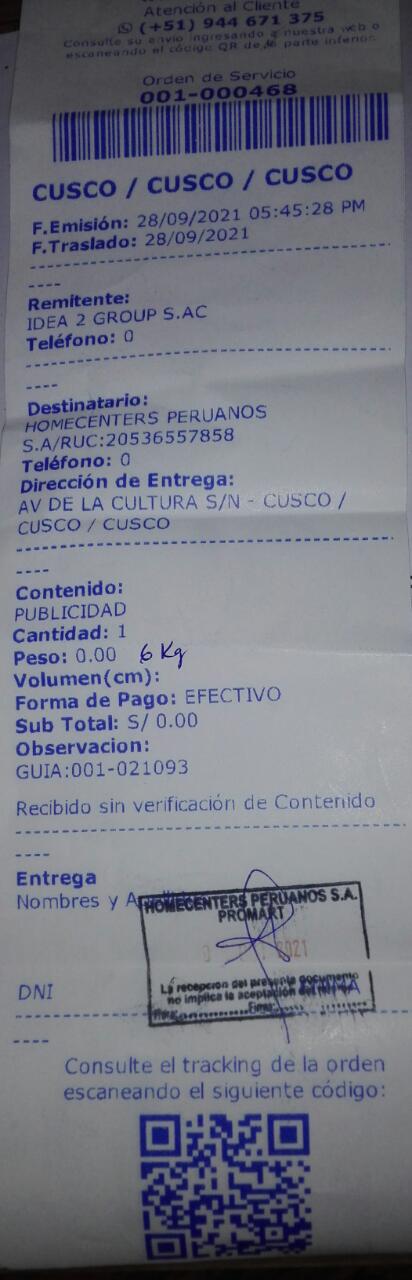 Atención al Cliente
(+51) 944 671 375
Consulte su envio ingresando a nuestra web o
escaneando el código QR de la parte inferior.
Orden de Servicio
001-000468
CUSCO / CUSCO / CUSCO
F.Emisión: 28/09/2021 05:45:28 PM
F.Traslado: 28/09/2021
----
Remitente:
IDEA 2 GROUP S.AC
Teléfono: 0
----
Destinatario:
HOMECENTERS PERUANOS
S.A/RUC:20536557858
Teléfono: 0
Dirección de Entrega:
AV DE LA CULTURA S/N - CUSCO /
CUSCO / CUSCO
----
Contenido:
PUBLICIDAD
Cantidad: 1
Peso: 0.00 6 Kg
Volumen(cm):
Forma de Pago: EFECTIVO
Sub Total: S/ 0.00
Observacion:
GUIA:001-021093
Recibido sin verificación de Contenido
----
Entrega
Nombres y
HOMECENTERS PERUANOS S.A.
PROMART
2021
La recepcion del presente documento
no implica la aceptación
DNI
----
Consulte el tracking de la orden
escaneando el siguiente código: